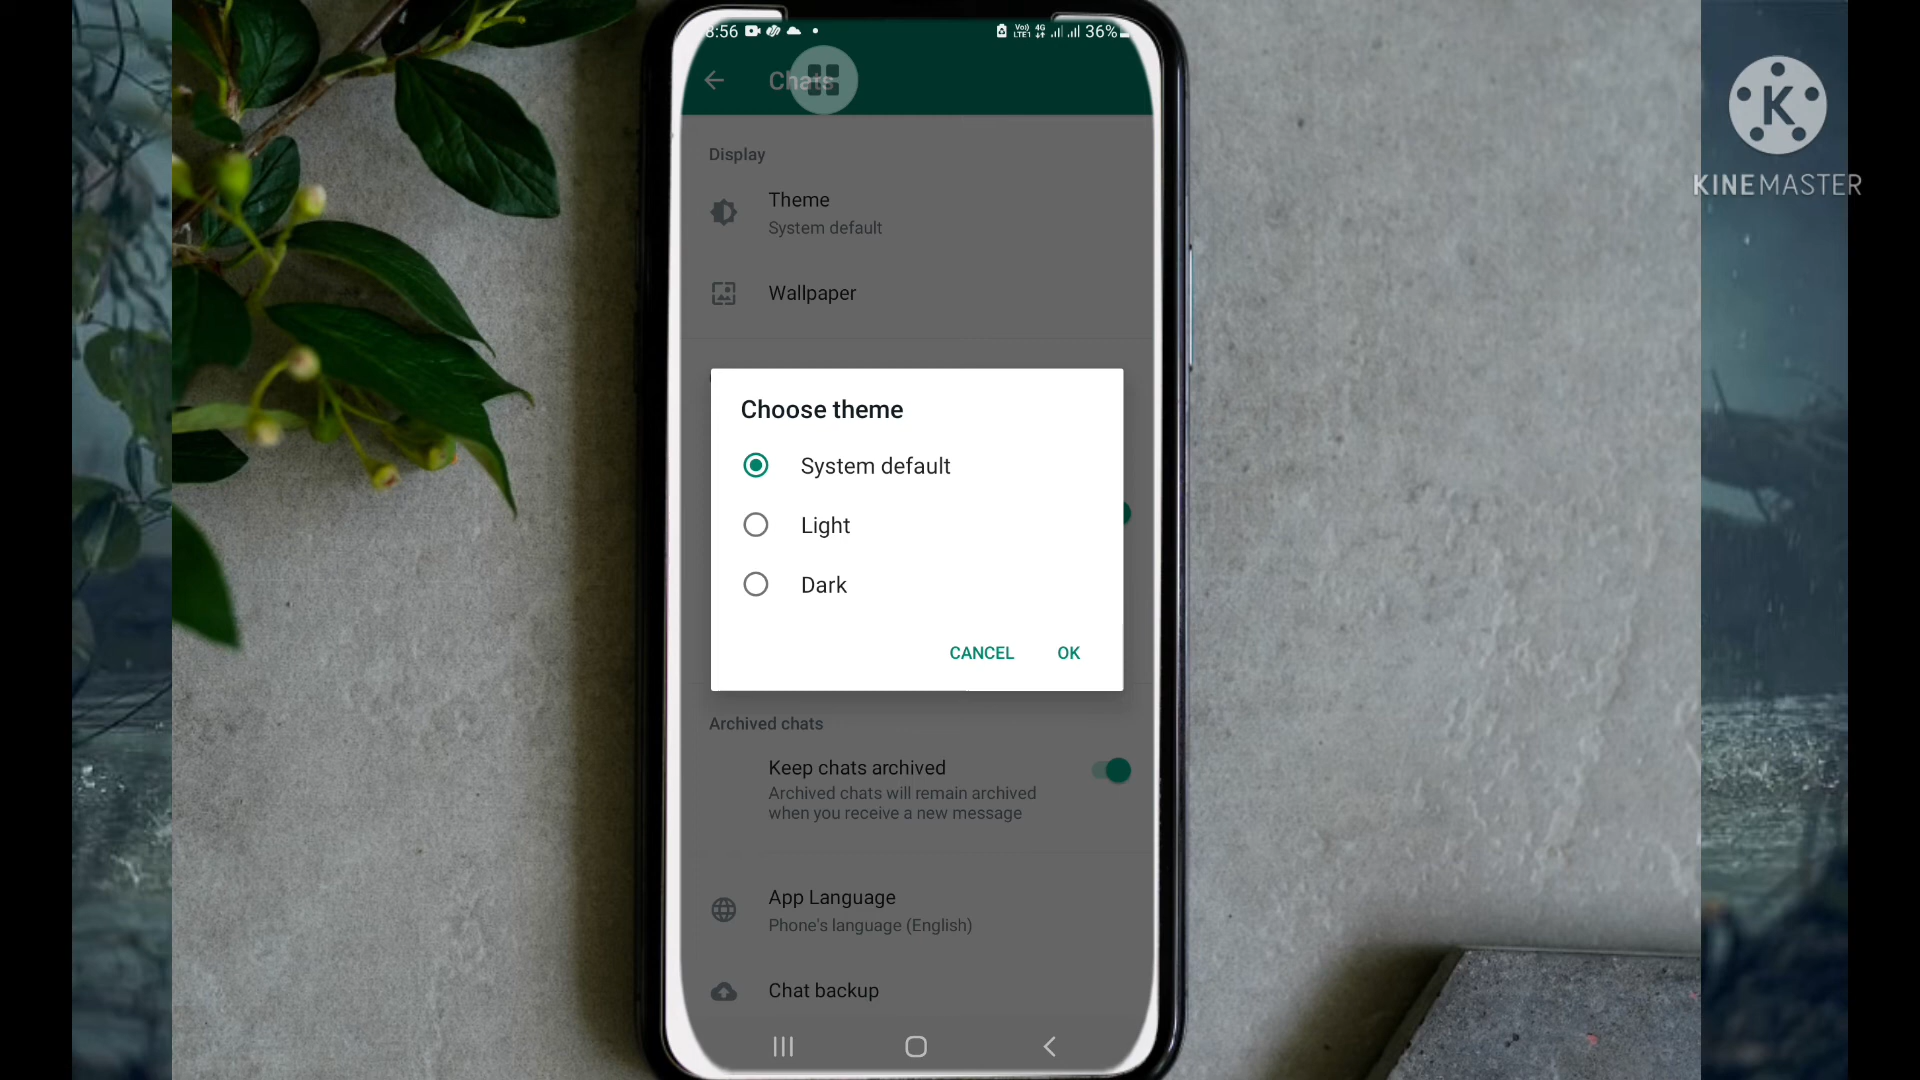 8:56
VoLTE1 4G 36%
Chats
Display
Theme
System default
Wallpaper
Choose theme
System default
Light
Dark
CANCEL OK
Archived chats
Keep chats archived
Archived chats will remain archived
when you receive a new message
App Language
Phone's language (English)
Chat backup
K
KINEMASTER